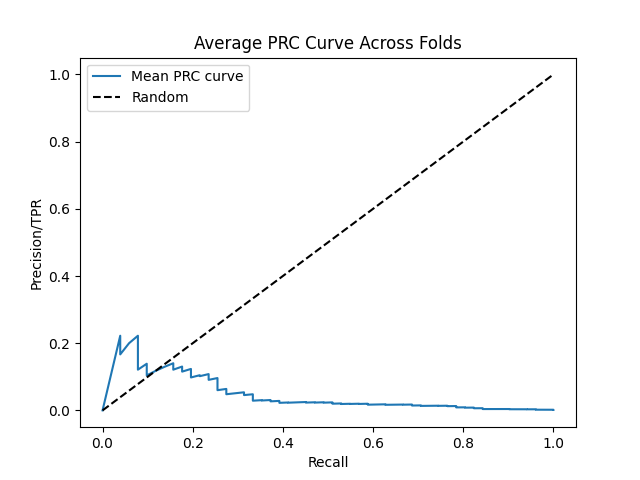 Average PRC Curve Across Folds
Mean PRC curve
Random
1.0
0.8
0.6
0.4
0.2
0.0
Precision/TPR
0.0 0.2 0.4 0.6 0.8 1.0
Recall